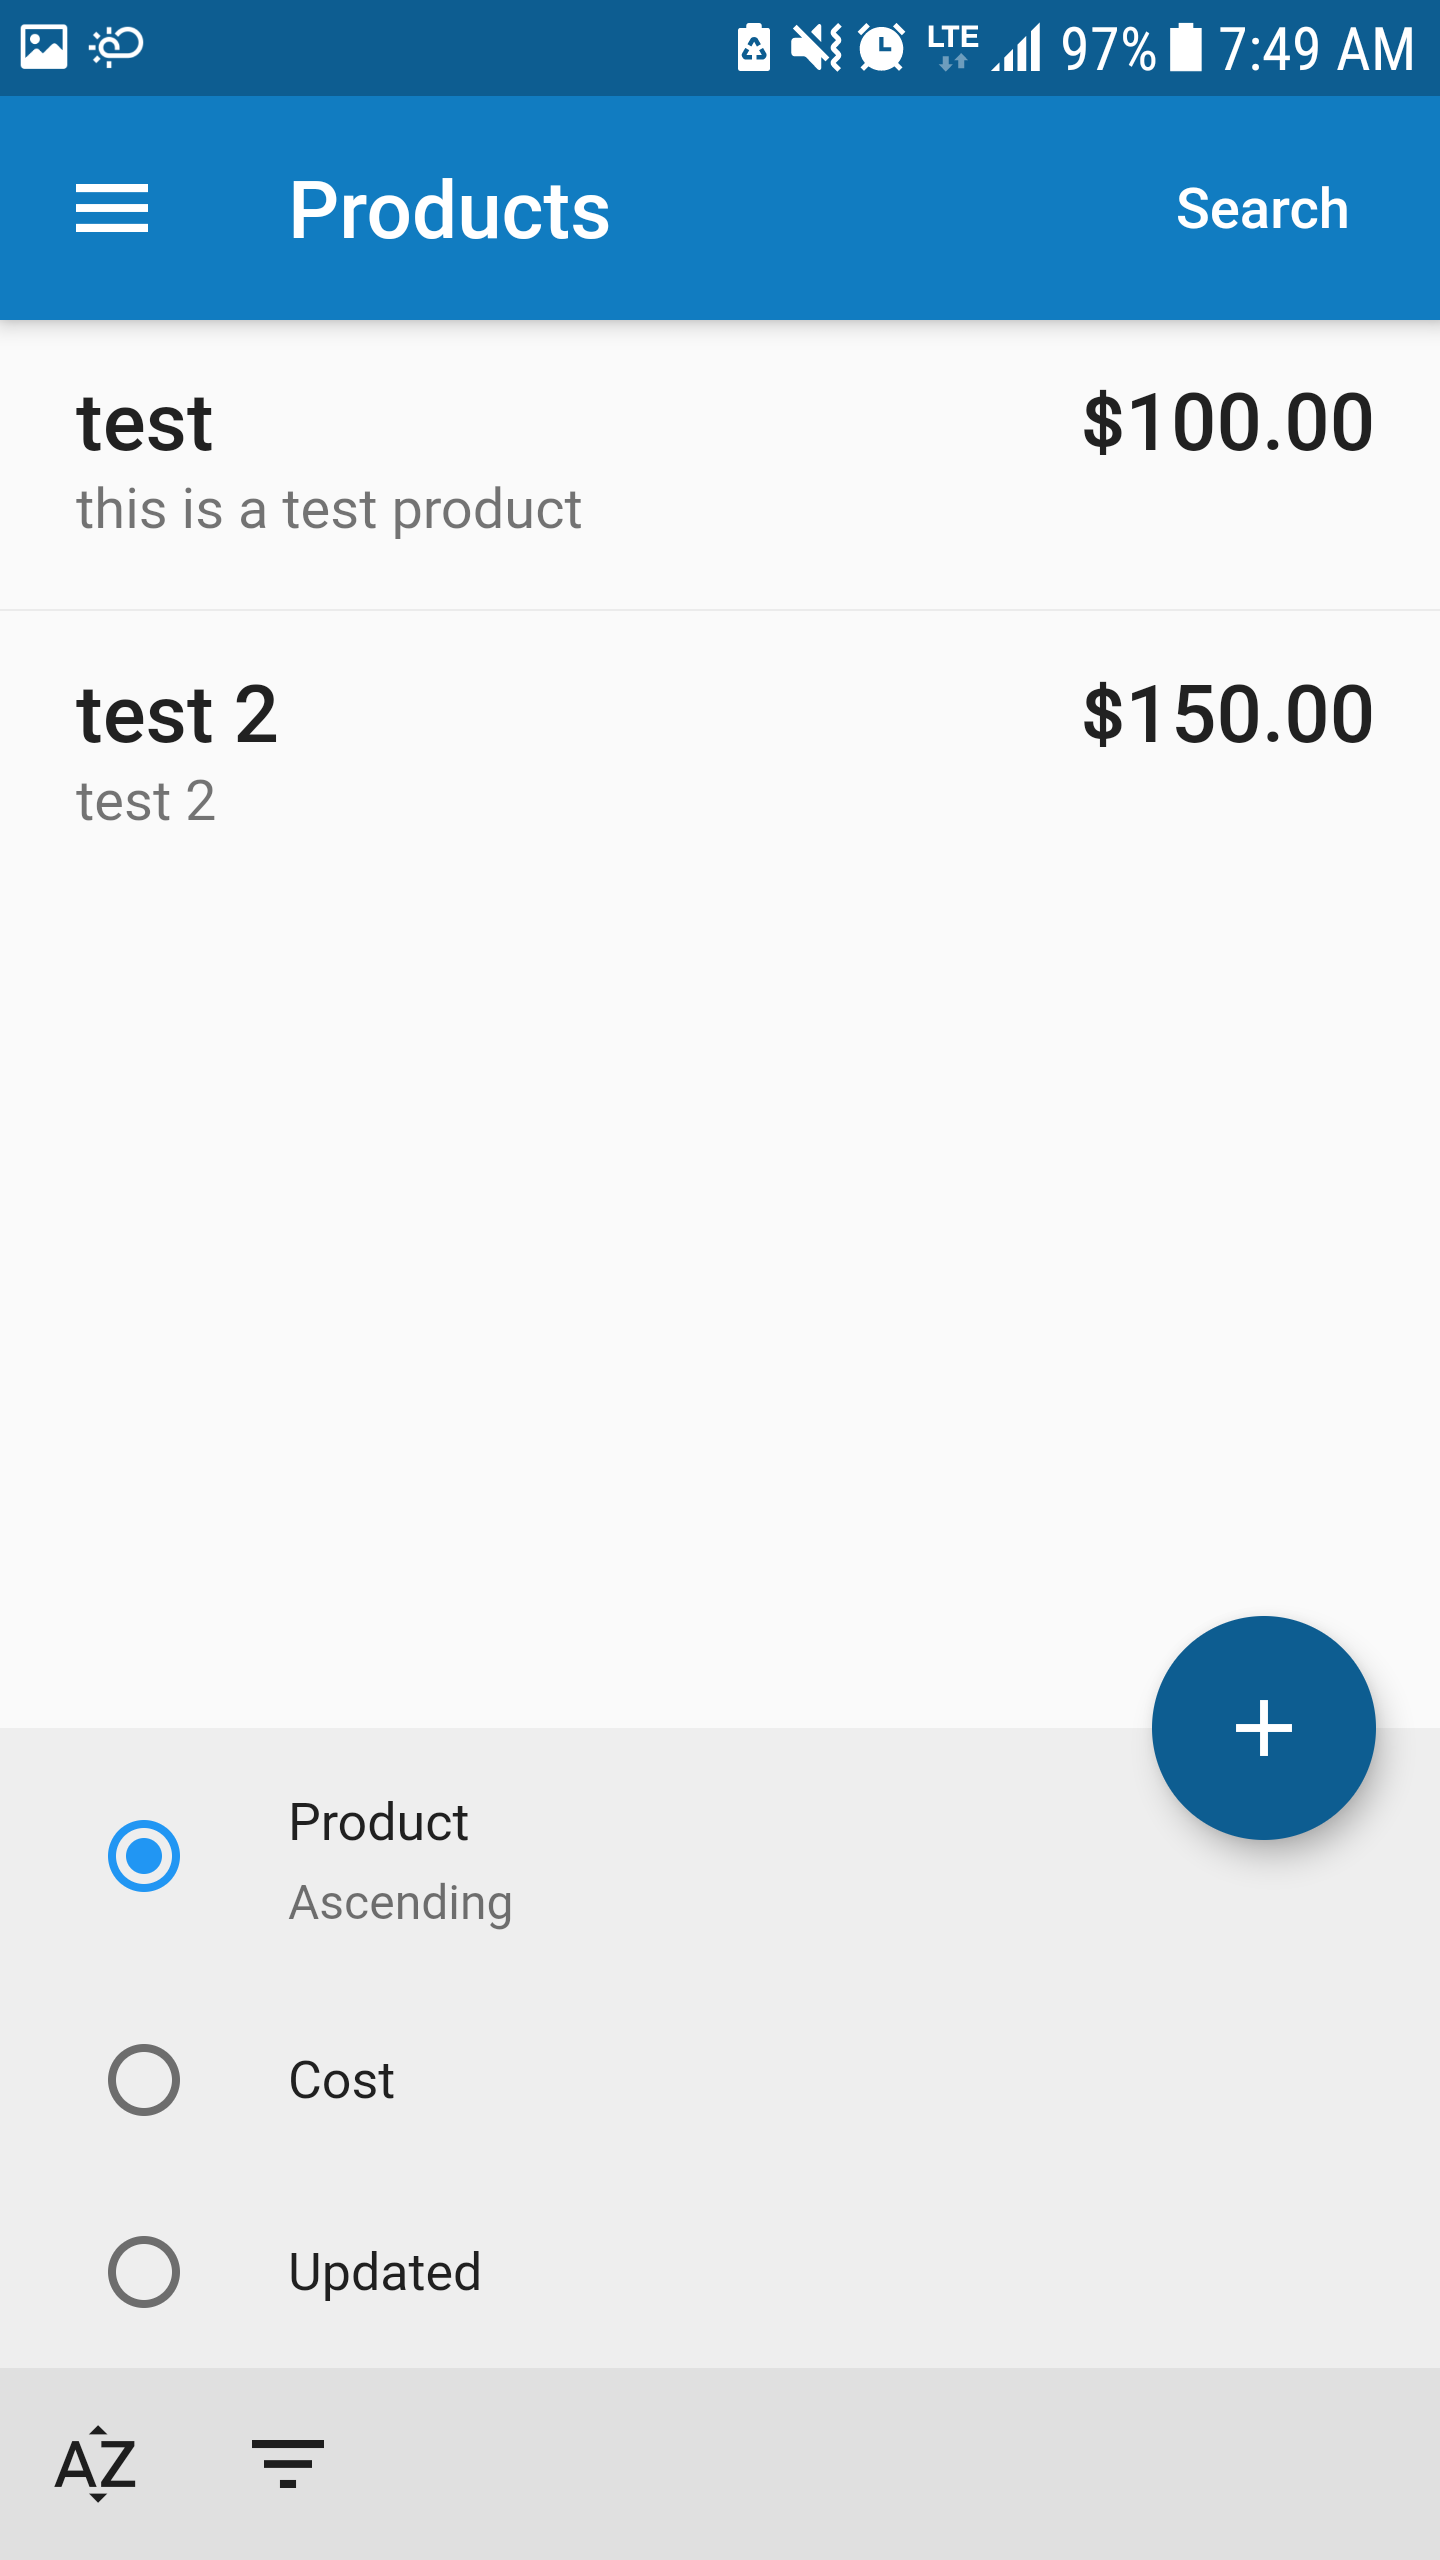 LTE 97% 7:49 AM
Products Search
test $100.00
this is a test product
test 2 $150.00
test 2
Product
Ascending
Cost
Updated
AZ